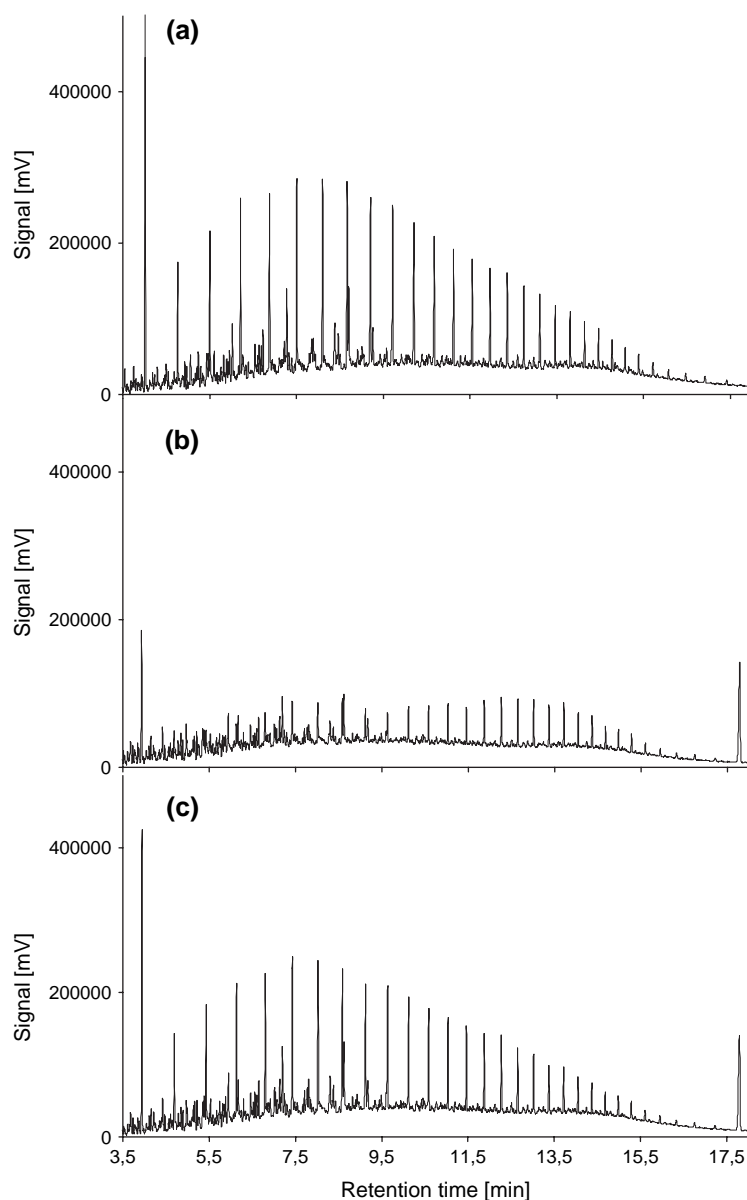 (a)
400000
200000
0
Signal [mV]
(b)
400000
200000
0
Signal [mV]
(c)
400000
200000
0
Signal [mV]
3,5 5,5 7,5 9,5 11,5 13,5 15,5 17,5
Retention time [min]